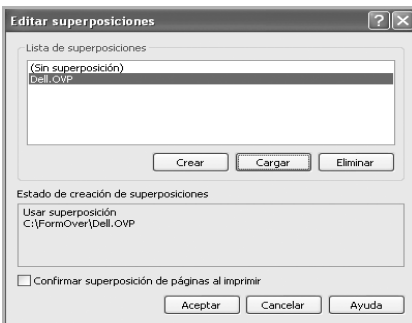 Editar superposiciones
Lista de superposiciones
(Sin superposición)
Dell.OVP
Crear Cargar Eliminar
Estado de creación de superposiciones
Usar superposición
C:\FormOver\Dell.OVP
Confirmar superposición de páginas al imprimir
Aceptar Cancelar Ayuda